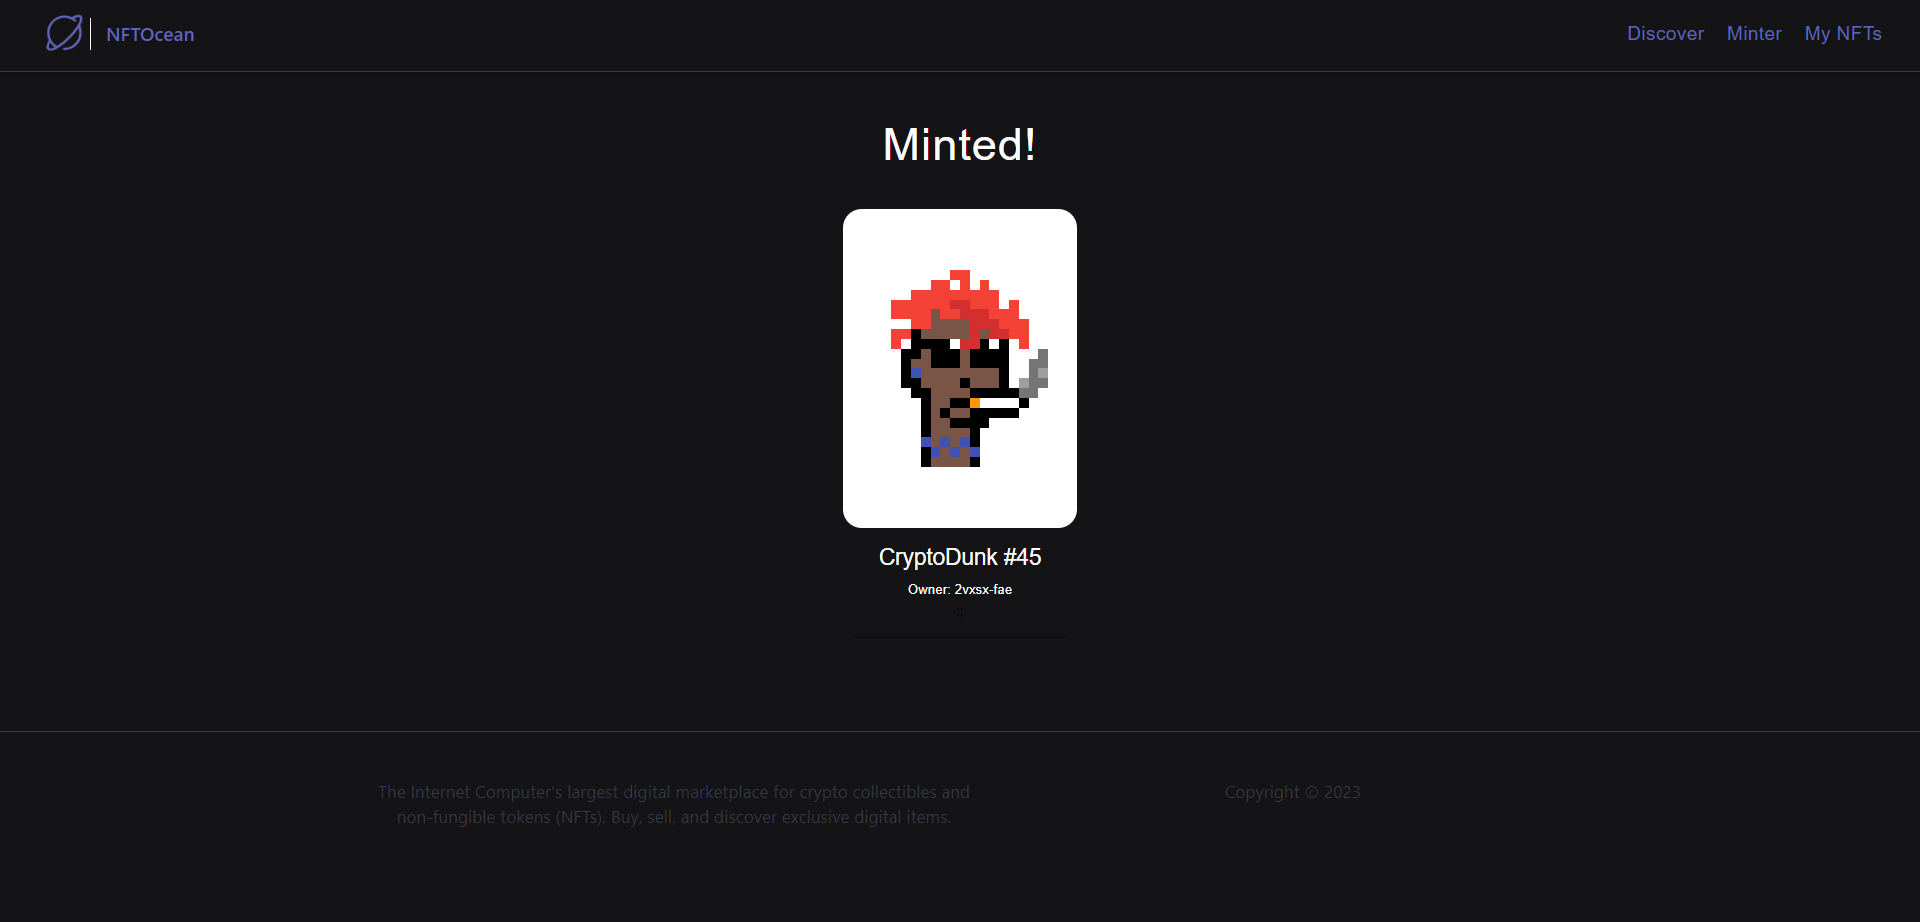 NFTOcean
Discover Minter My NFTs
Minted!
CryptoDunk #45
Owner: 2vxsx-fae
The Internet Computer's largest digital marketplace for crypto collectibles and
non-fungible tokens (NFTs). Buy, sell, and discover exclusive digital items.
Copyright © 2023